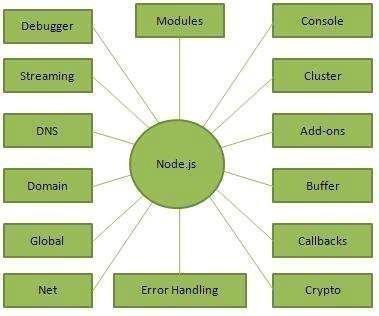 Debugger
Modules
Console
Streaming
Cluster
DNS
Add-ons
Node.js
Domain
Buffer
Global
Callbacks
Net
Error Handling
Crypto